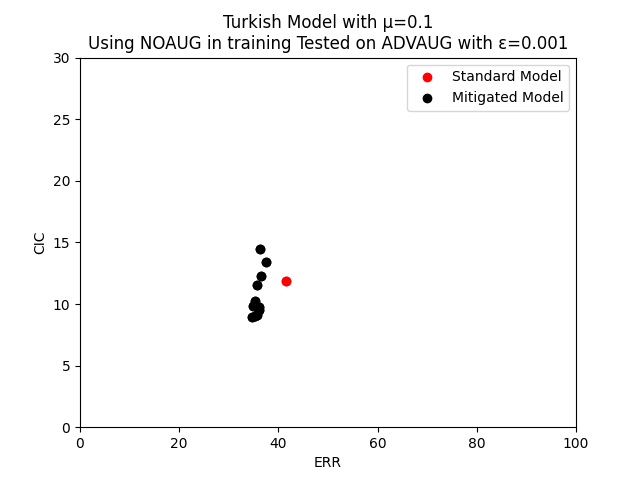 Turkish Model with μ=0.1
Using NOAUG in training Tested on ADVAUG with ε=0.001
Standard Model
Mitigated Model
30
25
20
15
10
5
0
CIC
0 20 40 60 80 100
ERR